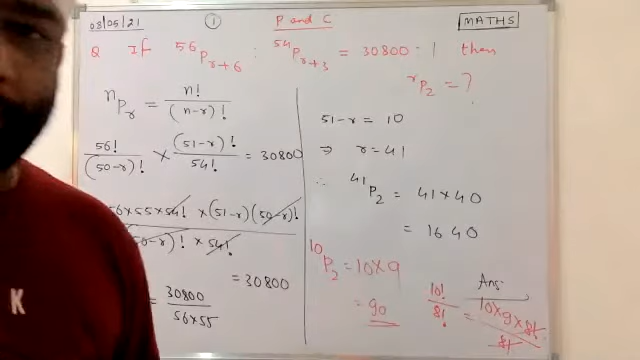 03/05/21
①
P and C
MATHS
Q If ⁵⁶P_{r+6} : ⁵⁴P_{r+3} = 30800 : 1 then
ʳP₂ = ?
ⁿPᵣ = n! / (n-r)!
56! / (50-r)! × (51-r)! / 54! = 30800
56×55×54! × (51-r)(50-r)! / (50-r)! × 54!
= 30800
= 30800 / 56×55
51-r = 10
⇒ r = 41
∴ ⁴¹P₂ = 41×40
= 1640
Ans
¹⁰P₂ = 10×9
= 90
10! / 8! = 10×9×8! / 8!
K